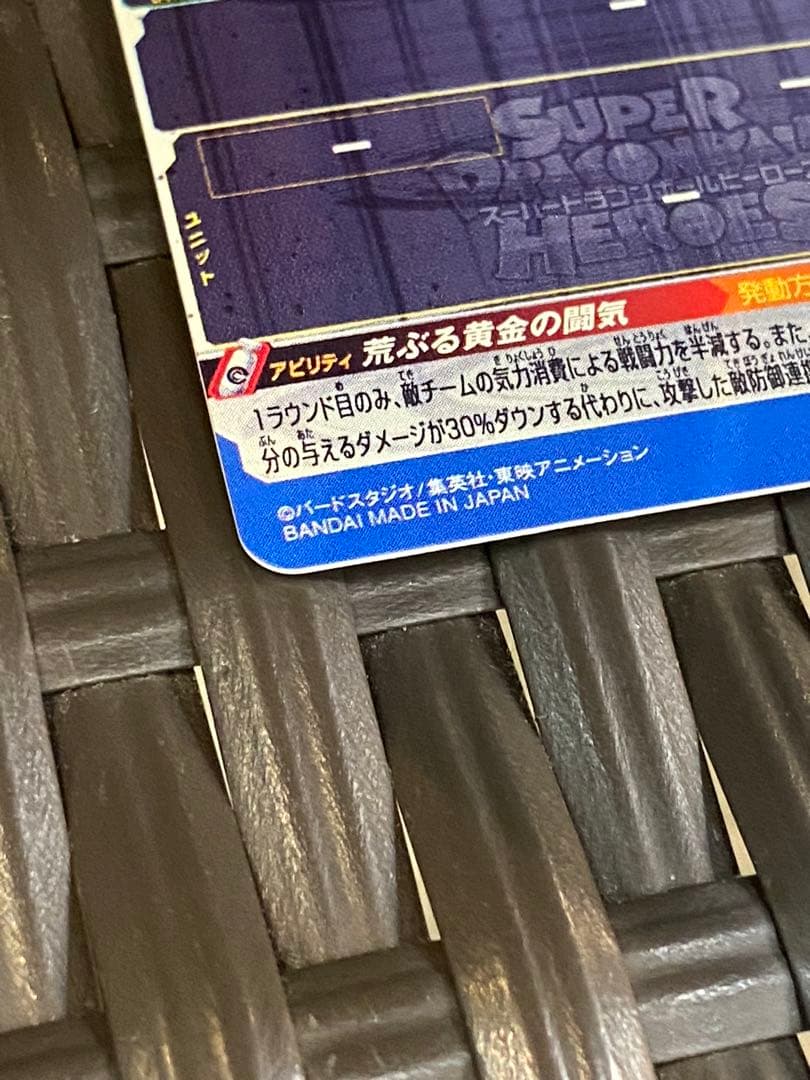 SUPER
DRAGON BALL
スーパードラゴンボールヒーロー
HEROES
ユニット
アビリティ 荒ぶる黄金の闘気 発動方
1ラウンド目のみ、敵チームの気力消費による戦闘力を半減する。また、
分の与えるダメージが30%ダウンする代わりに、攻撃した敵防御連
©バードスタジオ/集英社・東映アニメーション
BANDAI MADE IN JAPAN